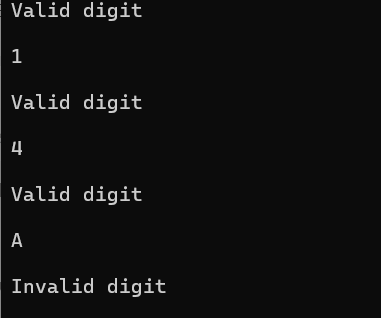 Valid digit
1
Valid digit
4
Valid digit
A
Invalid digit